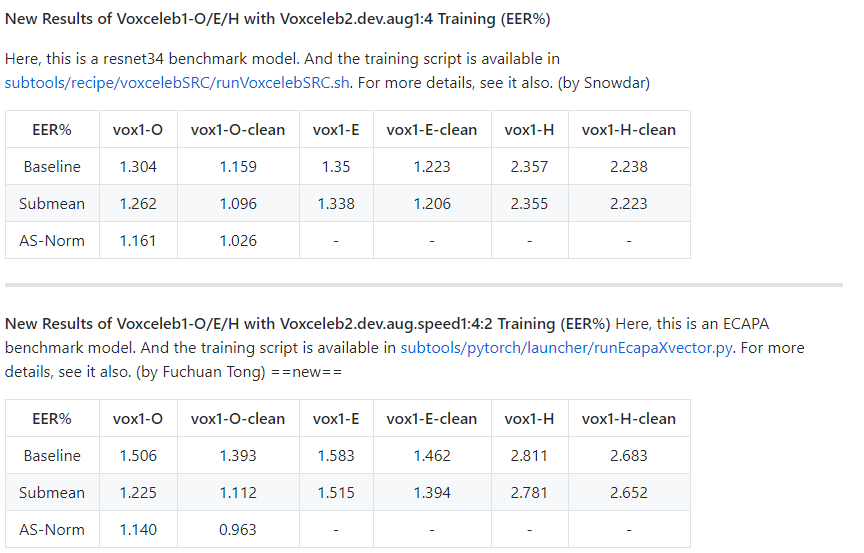 New Results of Voxceleb1-O/E/H with Voxceleb2.dev.aug1:4 Training (EER%)
Here, this is a resnet34 benchmark model. And the training script is available in
subtools/recipe/voxcelebSRC/runVoxcelebSRC.sh. For more details, see it also. (by Snowdar)
EER% vox1-O vox1-O-clean vox1-E vox1-E-clean vox1-H vox1-H-clean
Baseline 1.304 1.159 1.35 1.223 2.357 2.238
Submean 1.262 1.096 1.338 1.206 2.355 2.223
AS-Norm 1.161 1.026 - - - -
New Results of Voxceleb1-O/E/H with Voxceleb2.dev.aug.speed1:4:2 Training (EER%) Here, this is an ECAPA
benchmark model. And the training script is available in subtools/pytorch/launcher/runEcapaXvector.py. For more
details, see it also. (by Fuchuan Tong) ==new==
EER% vox1-O vox1-O-clean vox1-E vox1-E-clean vox1-H vox1-H-clean
Baseline 1.506 1.393 1.583 1.462 2.811 2.683
Submean 1.225 1.112 1.515 1.394 2.781 2.652
AS-Norm 1.140 0.963 - - - -